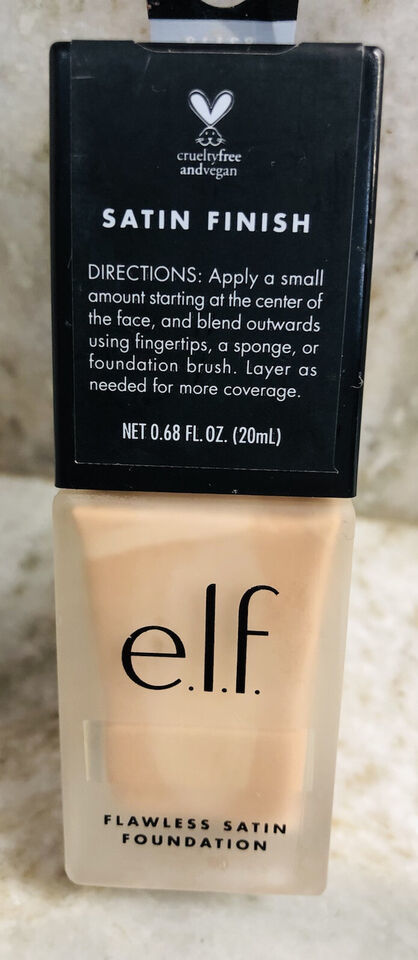 crueltyfree
andvegan
SATIN FINISH
DIRECTIONS: Apply a small
amount starting at the center of
the face, and blend outwards
using fingertips, a sponge, or
foundation brush. Layer as
needed for more coverage.
NET 0.68 FL. OZ. (20mL)
e.l.f.
FLAWLESS SATIN
FOUNDATION